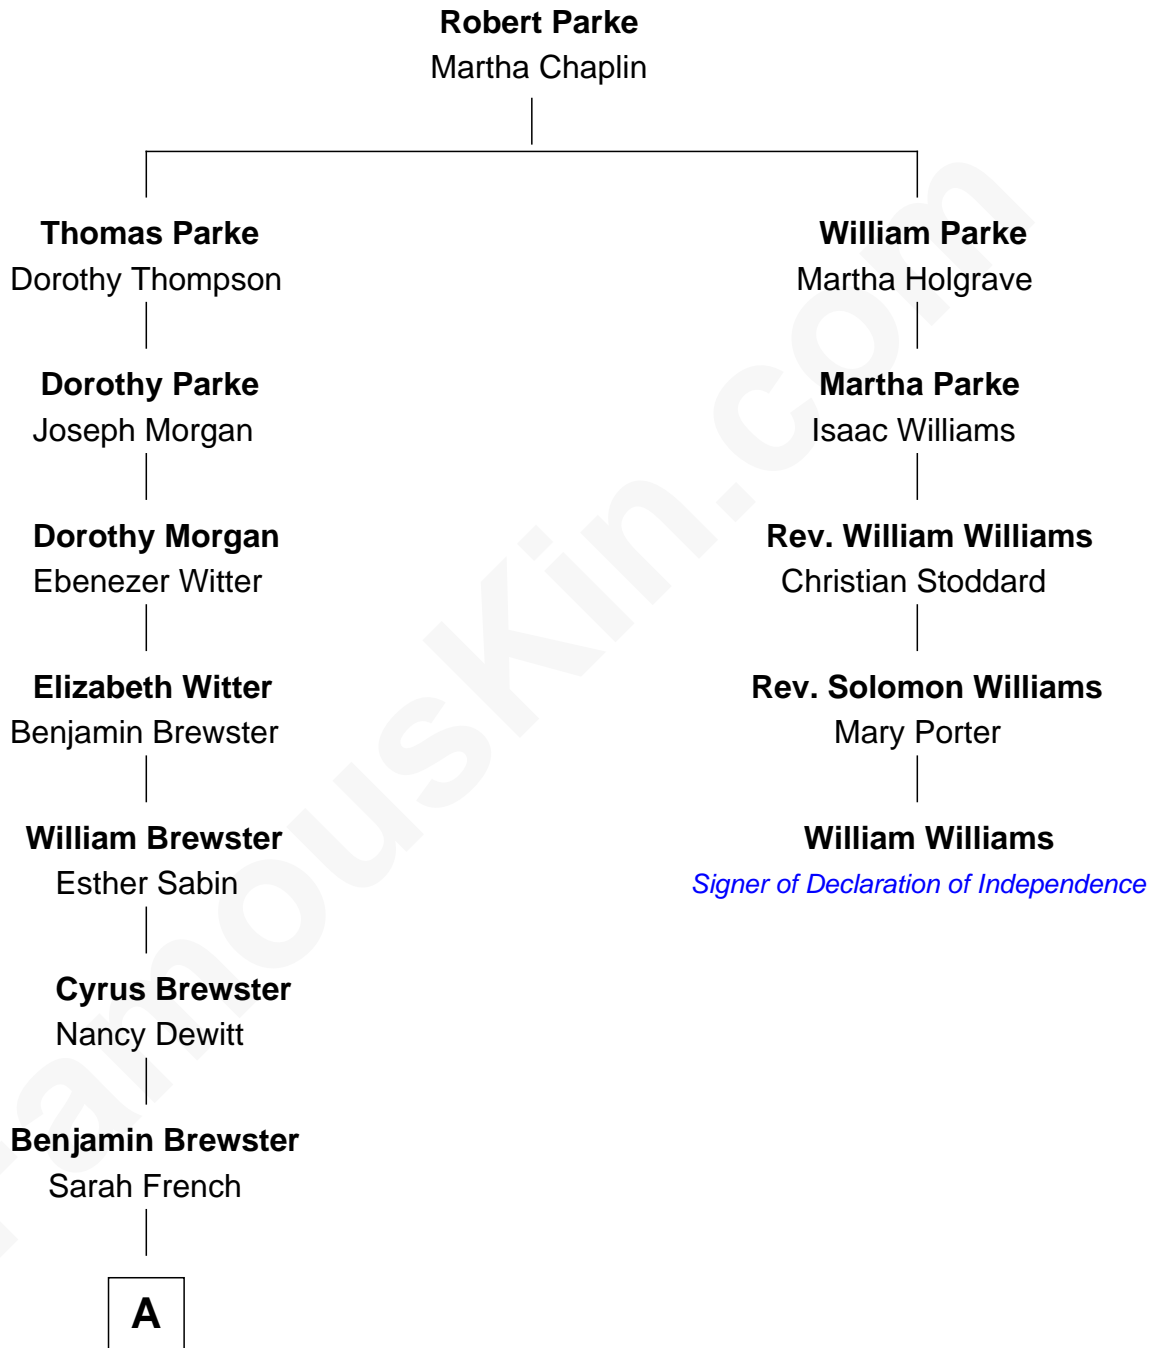 Robert Parke
Martha Chaplin
Thomas Parke
Dorothy Thompson
William Parke
Martha Holgrave
Dorothy Parke
Joseph Morgan
Martha Parke
Isaac Williams
Dorothy Morgan
Ebenezer Witter
Rev. William Williams
Christian Stoddard
Elizabeth Witter
Benjamin Brewster
Rev. Solomon Williams
Mary Porter
William Brewster
Esther Sabin
William Williams
Signer of Declaration of Independence
Cyrus Brewster
Nancy Dewitt
Benjamin Brewster
Sarah French
A
FamousKin.com